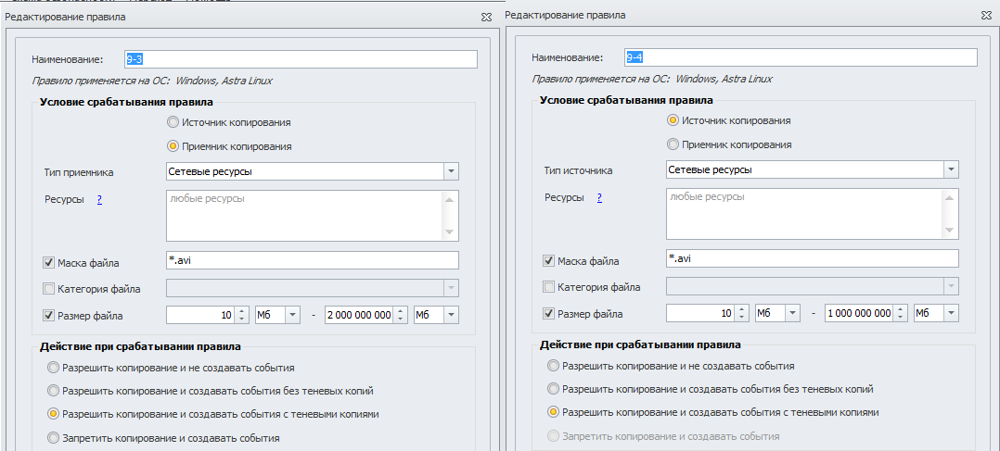 Редактирование правила
Наименование: 9-3
Правило применяется на ОС: Windows, Astra Linux
Условие срабатывания правила
Источник копирования
Приемник копирования
Тип приемника Сетевые ресурсы
Ресурсы ? любые ресурсы
Маска файла *.avi
Категория файла
Размер файла 10 Мб - 2 000 000 000 Мб
Действие при срабатывании правила
Разрешить копирование и не создавать события
Разрешить копирование и создавать события без теневых копий
Разрешить копирование и создавать события с теневыми копиями
Запретить копирование и создавать события
Редактирование правила
Наименование: 9-4
Правило применяется на ОС: Windows, Astra Linux
Условие срабатывания правила
Источник копирования
Приемник копирования
Тип источника Сетевые ресурсы
Ресурсы ? любые ресурсы
Маска файла *.avi
Категория файла
Размер файла 10 Мб - 1 000 000 000 Мб
Действие при срабатывании правила
Разрешить копирование и не создавать события
Разрешить копирование и создавать события без теневых копий
Разрешить копирование и создавать события с теневыми копиями
Запретить копирование и создавать события